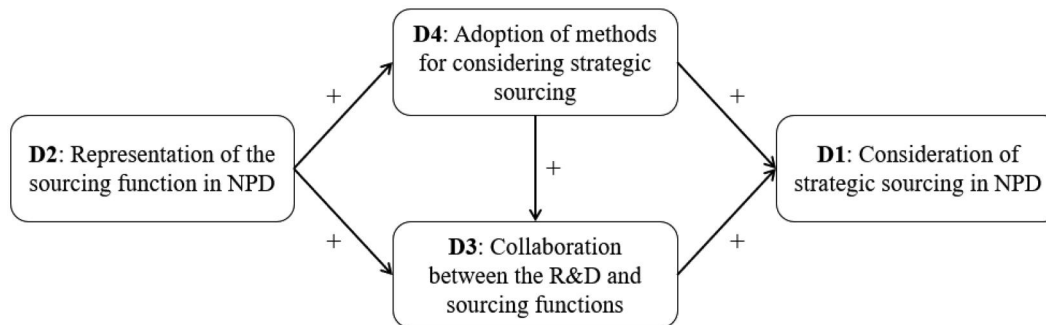 D4: Adoption of methods
for considering strategic
sourcing
+
+
D2: Representation of the
sourcing function in NPD
+
D1: Consideration of
strategic sourcing in NPD
+
+
D3: Collaboration
between the R&D and
sourcing functions